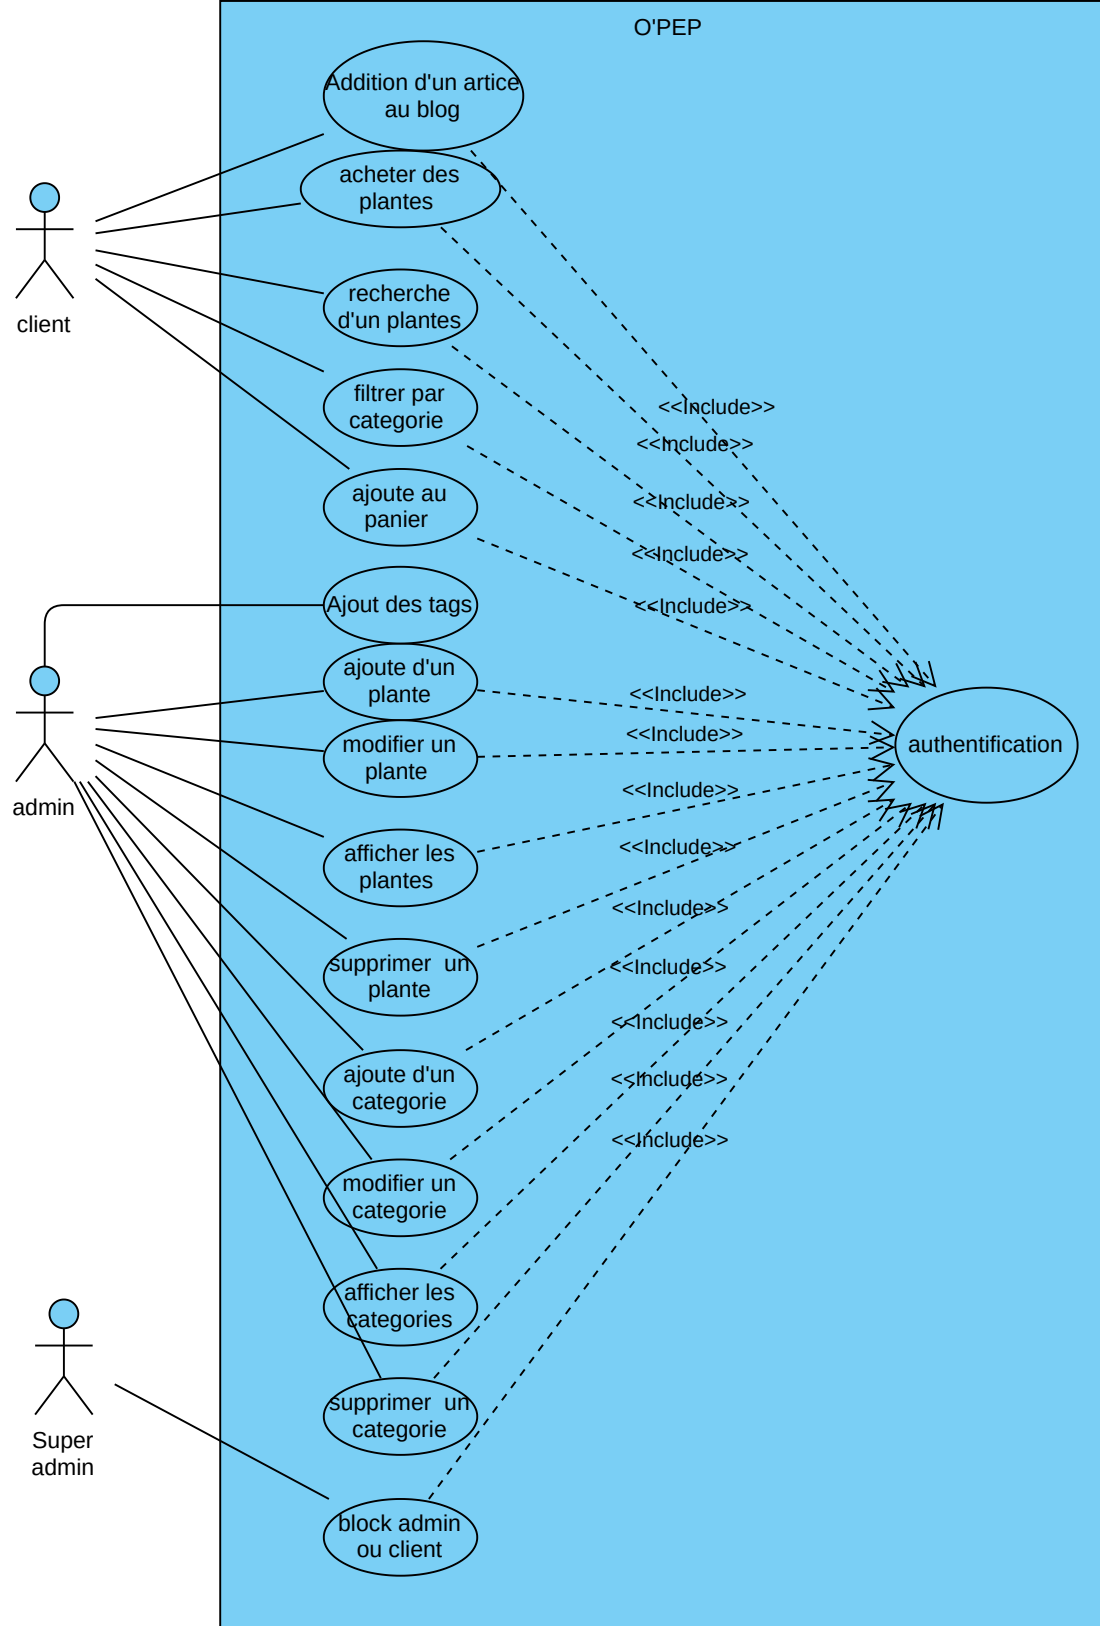 O'PEP
Addition d'un artice
au blog
acheter des
plantes
recherche
d'un plantes
client
filtrer par
categorie
<<Include>>
<<Include>>
ajoute au
panier
<<Include>>
<<Include>>
<<Include>>
Ajout des tags
ajoute d'un
plante
<<Include>>
modifier un
plante
<<Include>>
authentification
admin
<<Include>>
afficher les
plantes
<<Include>>
supprimer  un
plante
<<Include>>
<<Include>>
ajoute d'un
categorie
<<Include>>
<<Include>>
modifier un
categorie
<<Include>>
afficher les
categories
supprimer  un
categorie
Super
admin
block admin
ou client